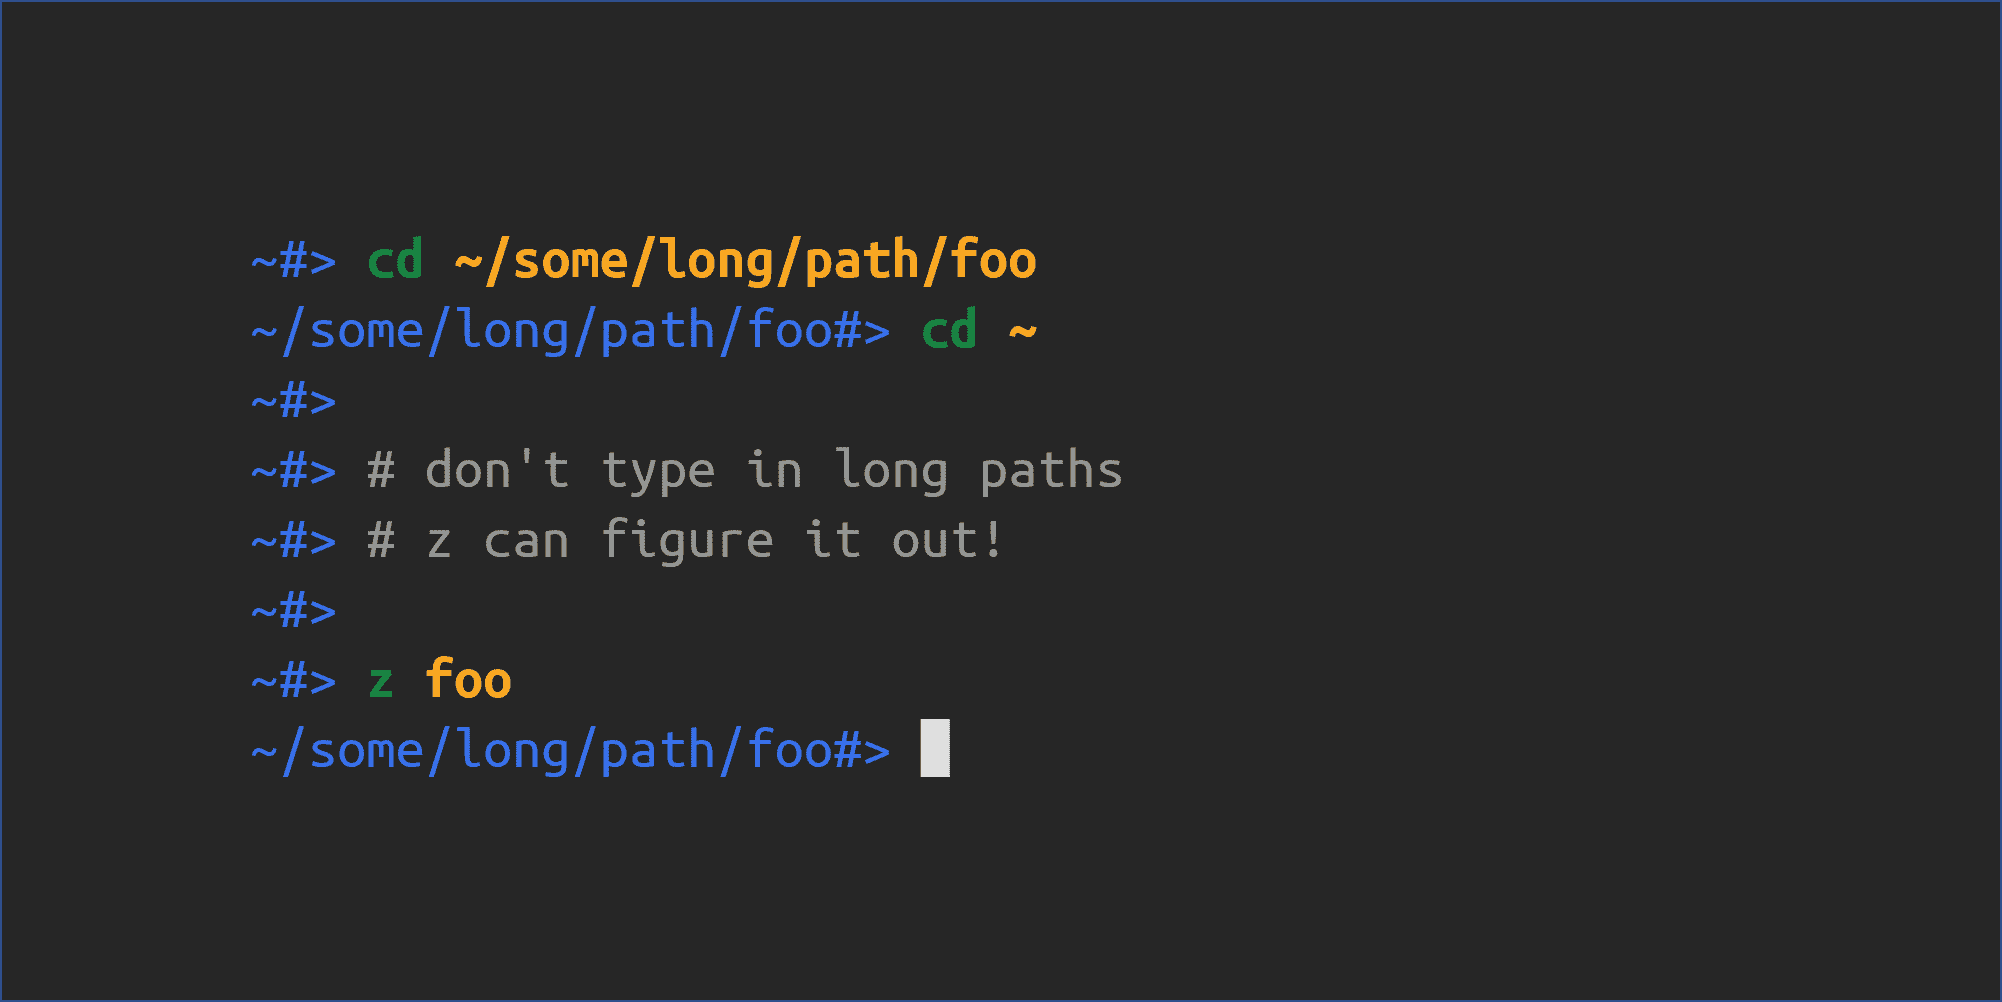 ~#> cd ~/some/long/path/foo
~/some/long/path/foo#> cd ~
~#>
~#> # don't type in long paths
~#> # z can figure it out!
~#>
~#> z foo
~/some/long/path/foo#>